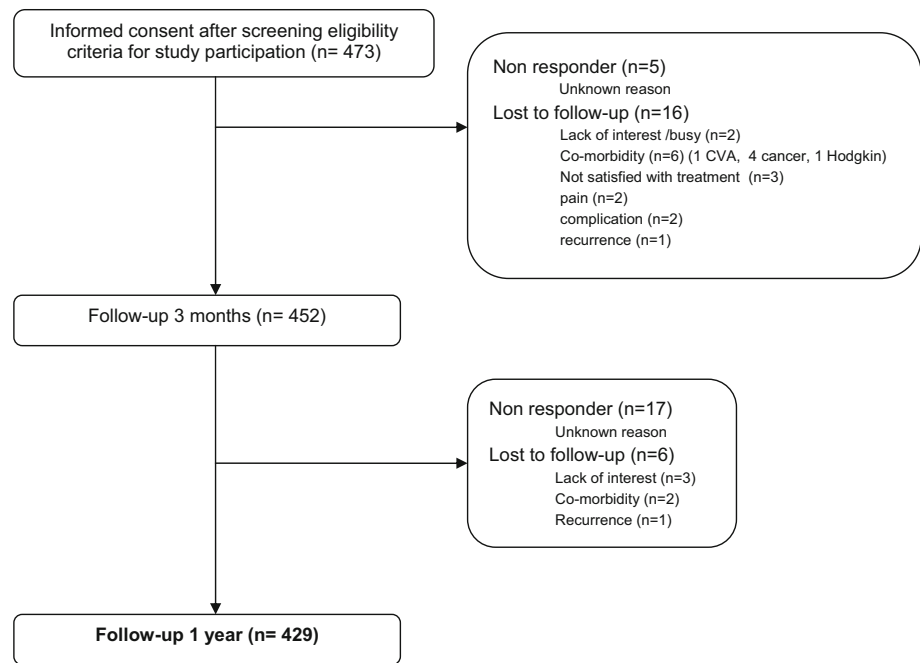 Informed consent after screening eligibility
criteria for study participation (n= 473)
Non responder (n=5)
Unknown reason
Lost to follow-up (n=16)
Lack of interest /busy (n=2)
Co-morbidity (n=6) (1 CVA, 4 cancer, 1 Hodgkin)
Not satisfied with treatment (n=3)
pain (n=2)
complication (n=2)
recurrence (n=1)
Follow-up 3 months (n= 452)
Non responder (n=17)
Unknown reason
Lost to follow-up (n=6)
Lack of interest (n=3)
Co-morbidity (n=2)
Recurrence (n=1)
Follow-up 1 year (n= 429)